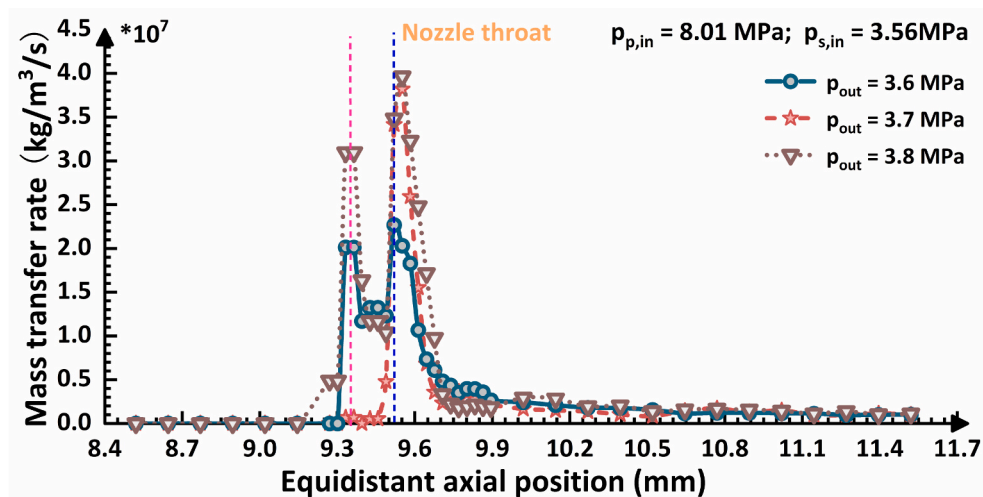 4.5 *10⁷
Nozzle throat
p_p,in = 8.01 MPa; p_s,in = 3.56MPa
4.0
p_out = 3.6 MPa
3.5
p_out = 3.7 MPa
3.0
p_out = 3.8 MPa
2.5
2.0
1.5
1.0
0.5
0.0
Mass transfer rate（kg/m³/s）
8.4 8.7 9.0 9.3 9.6 9.9 10.2 10.5 10.8 11.1 11.4 11.7
Equidistant axial position (mm)